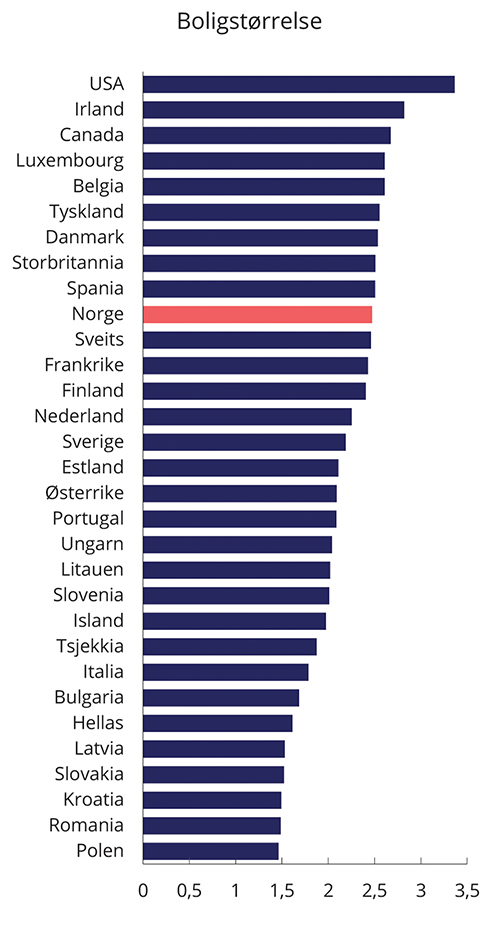 Boligstørrelse
USA
Irland
Canada
Luxembourg
Belgia
Tyskland
Danmark
Storbritannia
Spania
Norge
Sveits
Frankrike
Finland
Nederland
Sverige
Estland
Østerrike
Portugal
Ungarn
Litauen
Slovenia
Island
Tsjekkia
Italia
Bulgaria
Hellas
Latvia
Slovakia
Kroatia
Romania
Polen
0 0,5 1 1,5 2 2,5 3 3,5